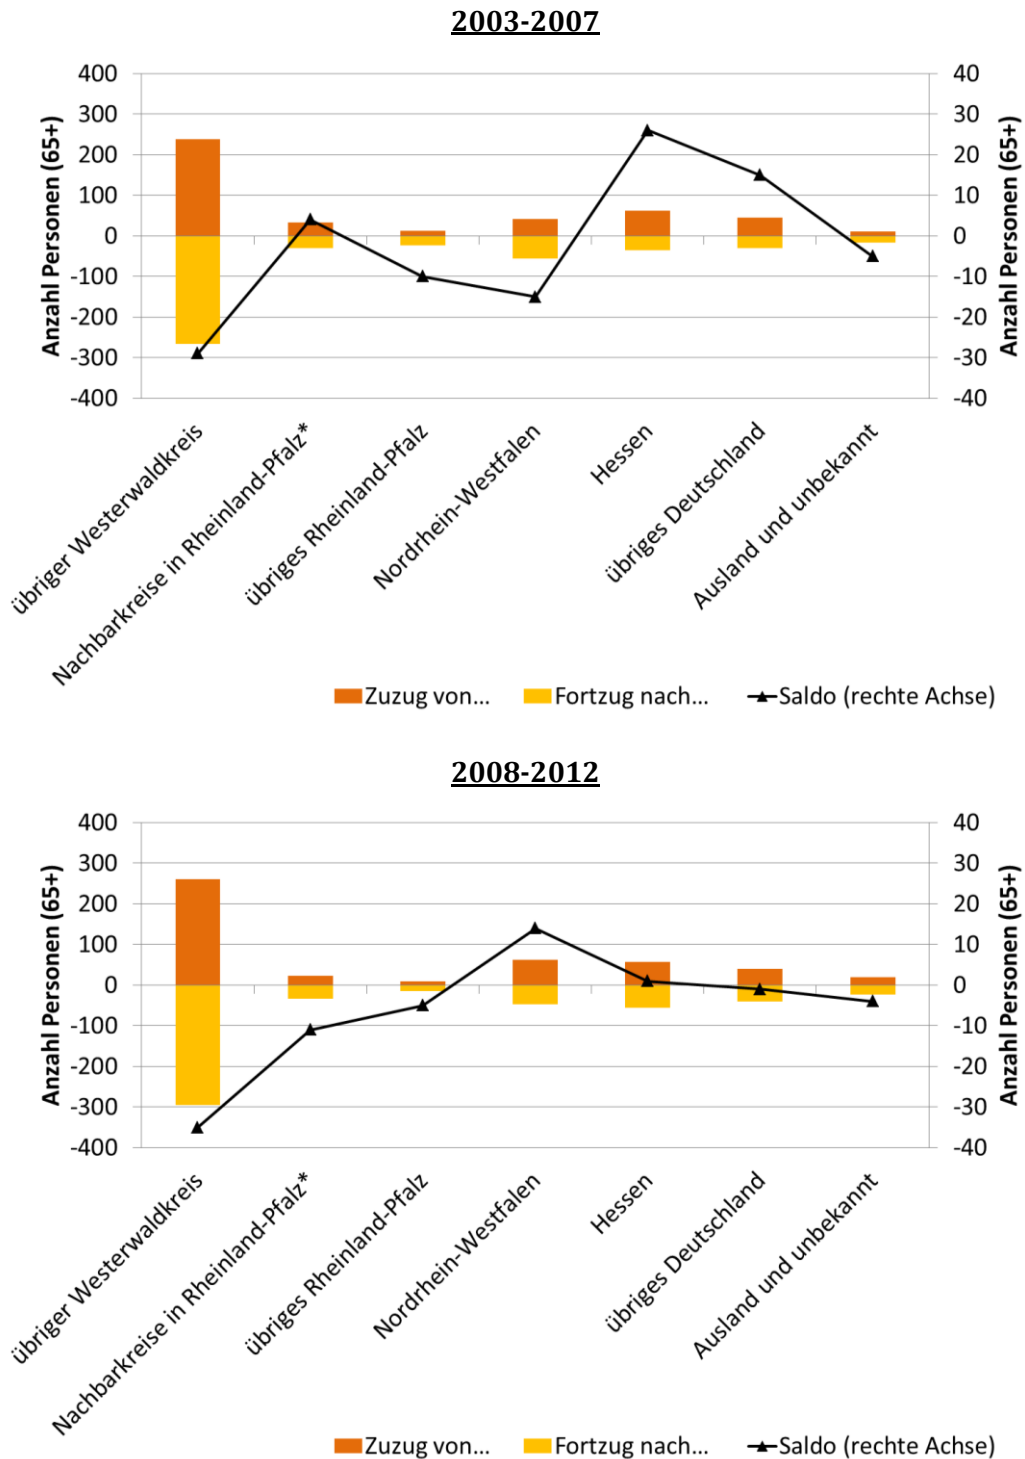 2003-2007
Anzahl Personen (65+)
400
300
200
100
0
-100
-200
-300
-400
40
30
20
10
0
-10
-20
-30
-40
Anzahl Personen (65+)
übriger Westerwaldkreis
Nachbarkreise in Rheinland-Pfalz*
übriges Rheinland-Pfalz
Nordrhein-Westfalen
Hessen
übriges Deutschland
Ausland und unbekannt
Zuzug von... Fortzug nach... Saldo (rechte Achse)
2008-2012
Anzahl Personen (65+)
400
300
200
100
0
-100
-200
-300
-400
40
30
20
10
0
-10
-20
-30
-40
Anzahl Personen (65+)
übriger Westerwaldkreis
Nachbarkreise in Rheinland-Pfalz*
übriges Rheinland-Pfalz
Nordrhein-Westfalen
Hessen
übriges Deutschland
Ausland und unbekannt
Zuzug von... Fortzug nach... Saldo (rechte Achse)